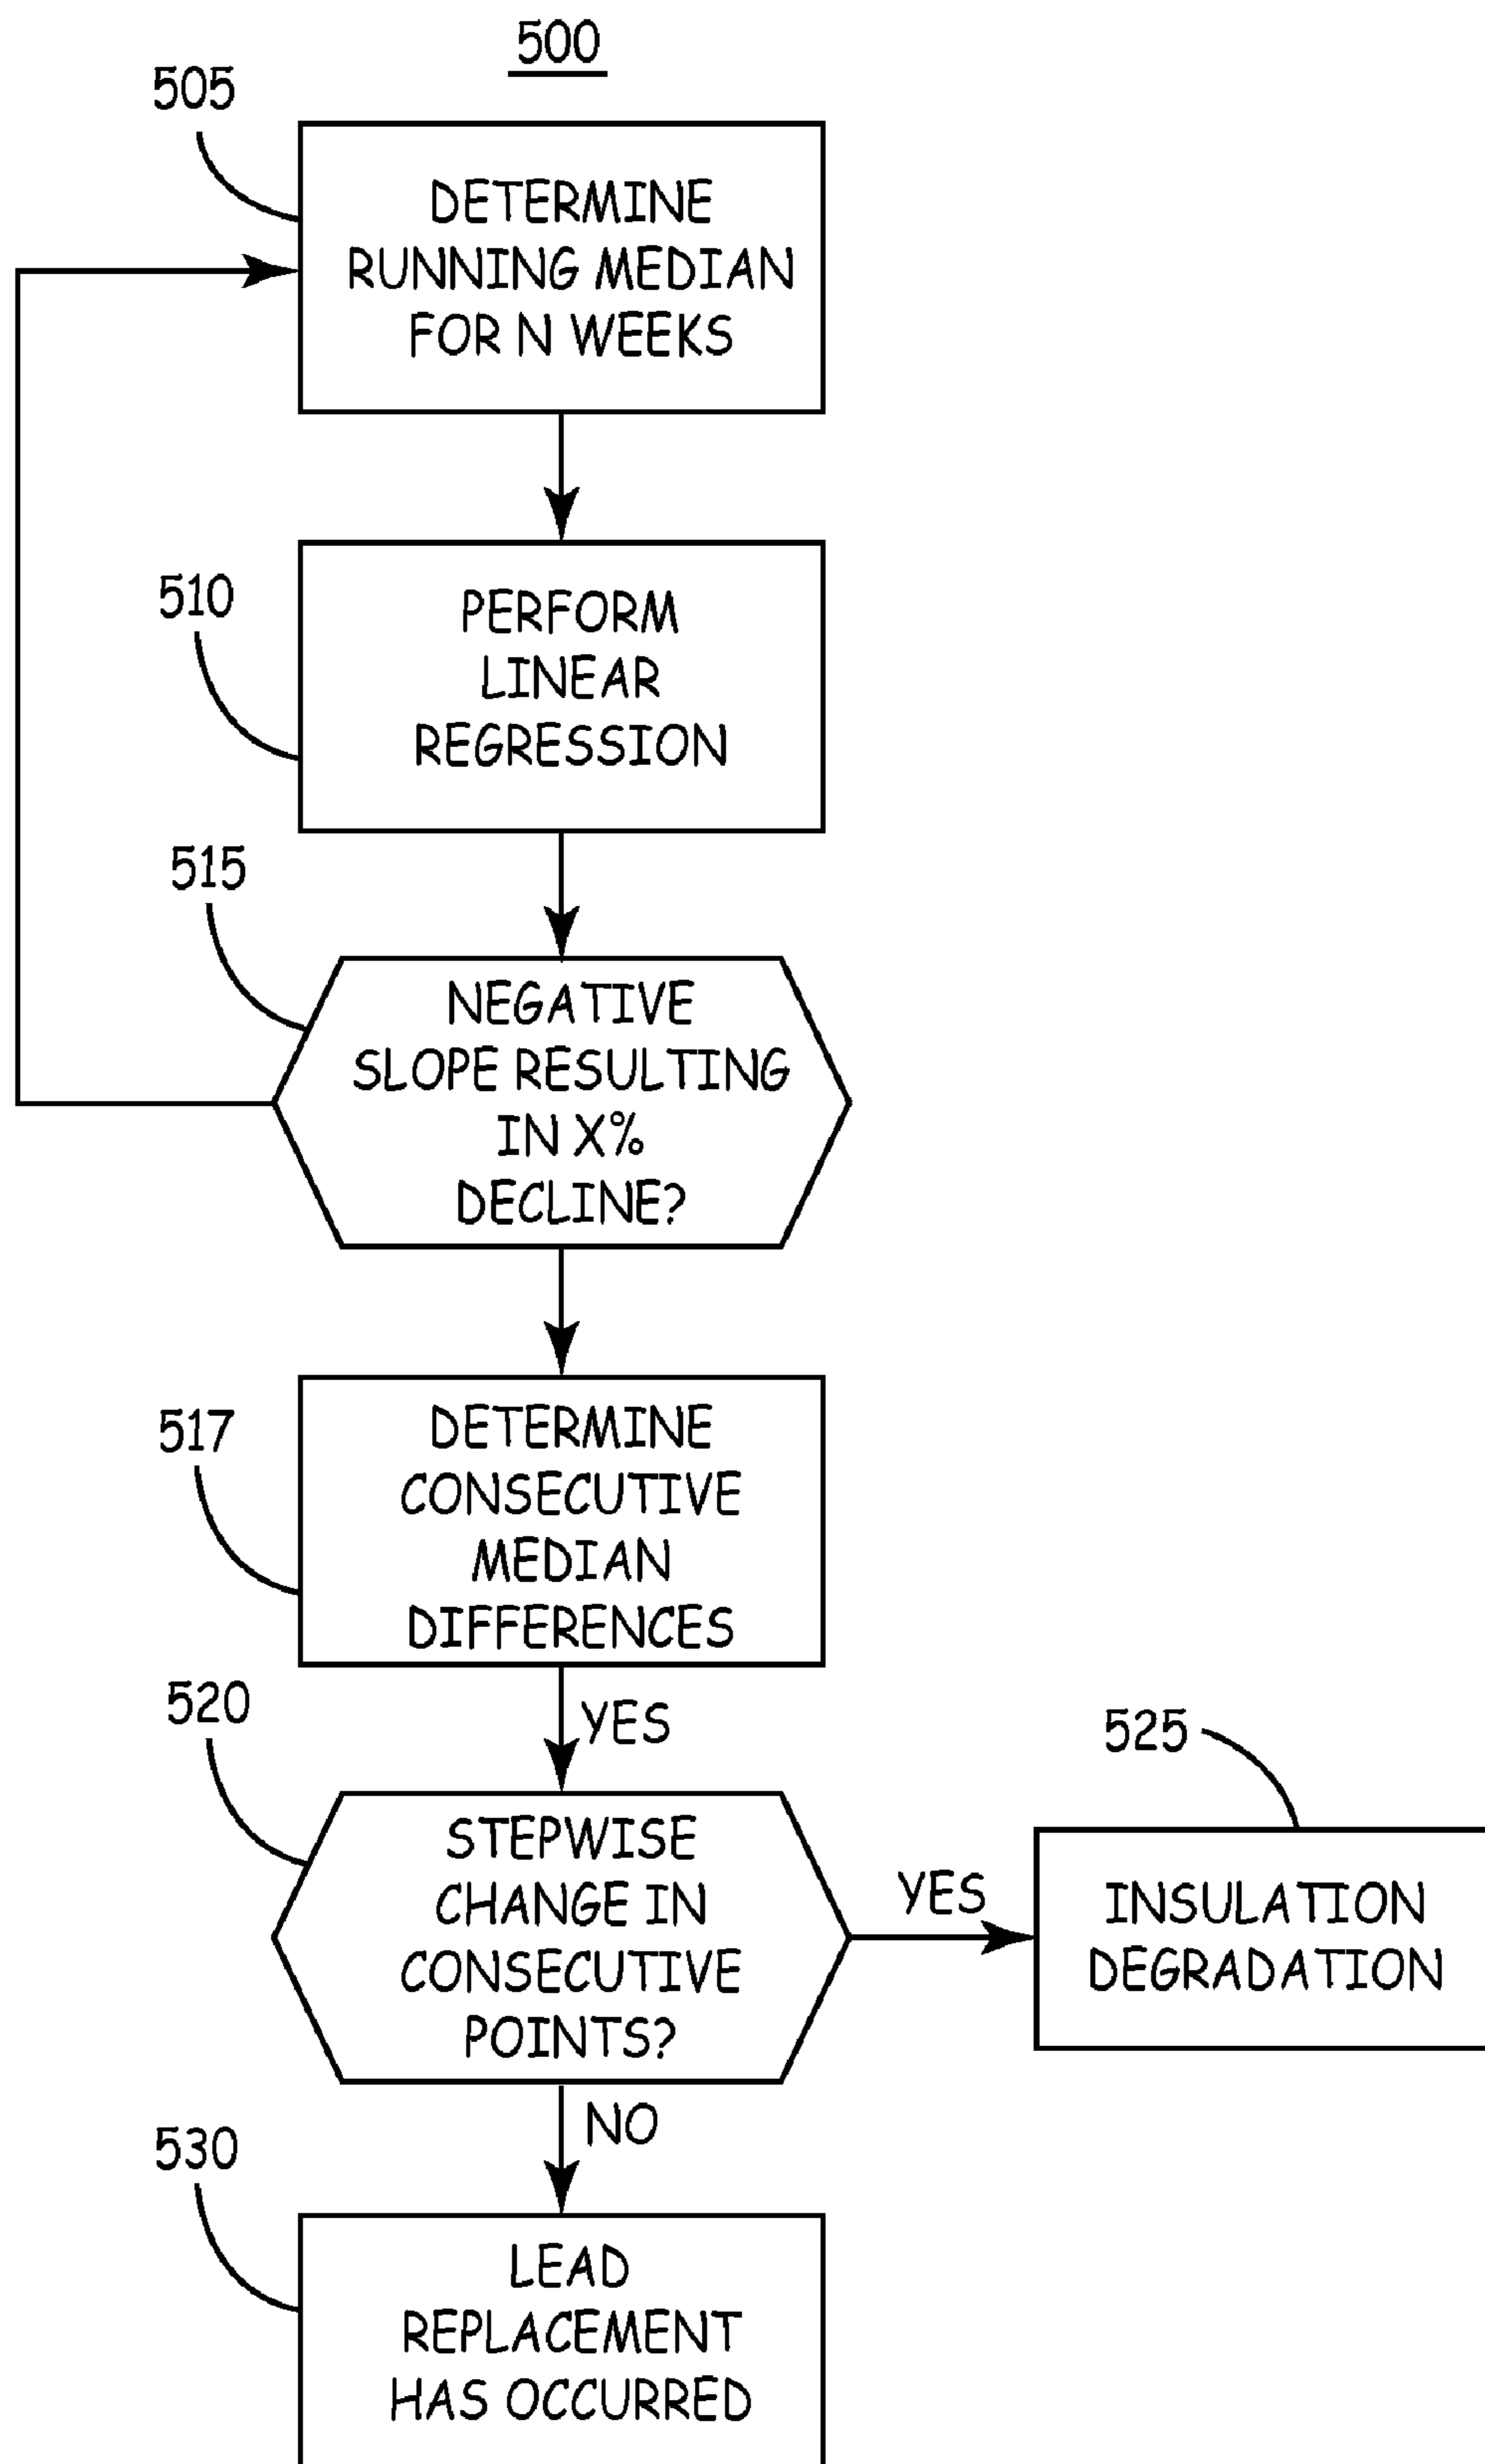 500
505
DETERMINE
RUNNING MEDIAN
FOR N WEEKS
510
PERFORM
LINEAR
REGRESSION
515
NEGATIVE
SLOPE RESULTING
IN X%
DECLINE?
517
DETERMINE
CONSECUTIVE
MEDIAN
DIFFERENCES
YES
520
STEPWISE
CHANGE IN
CONSECUTIVE
POINTS?
YES
525
INSULATION
DEGRADATION
NO
530
LEAD
REPLACEMENT
HAS OCCURRED